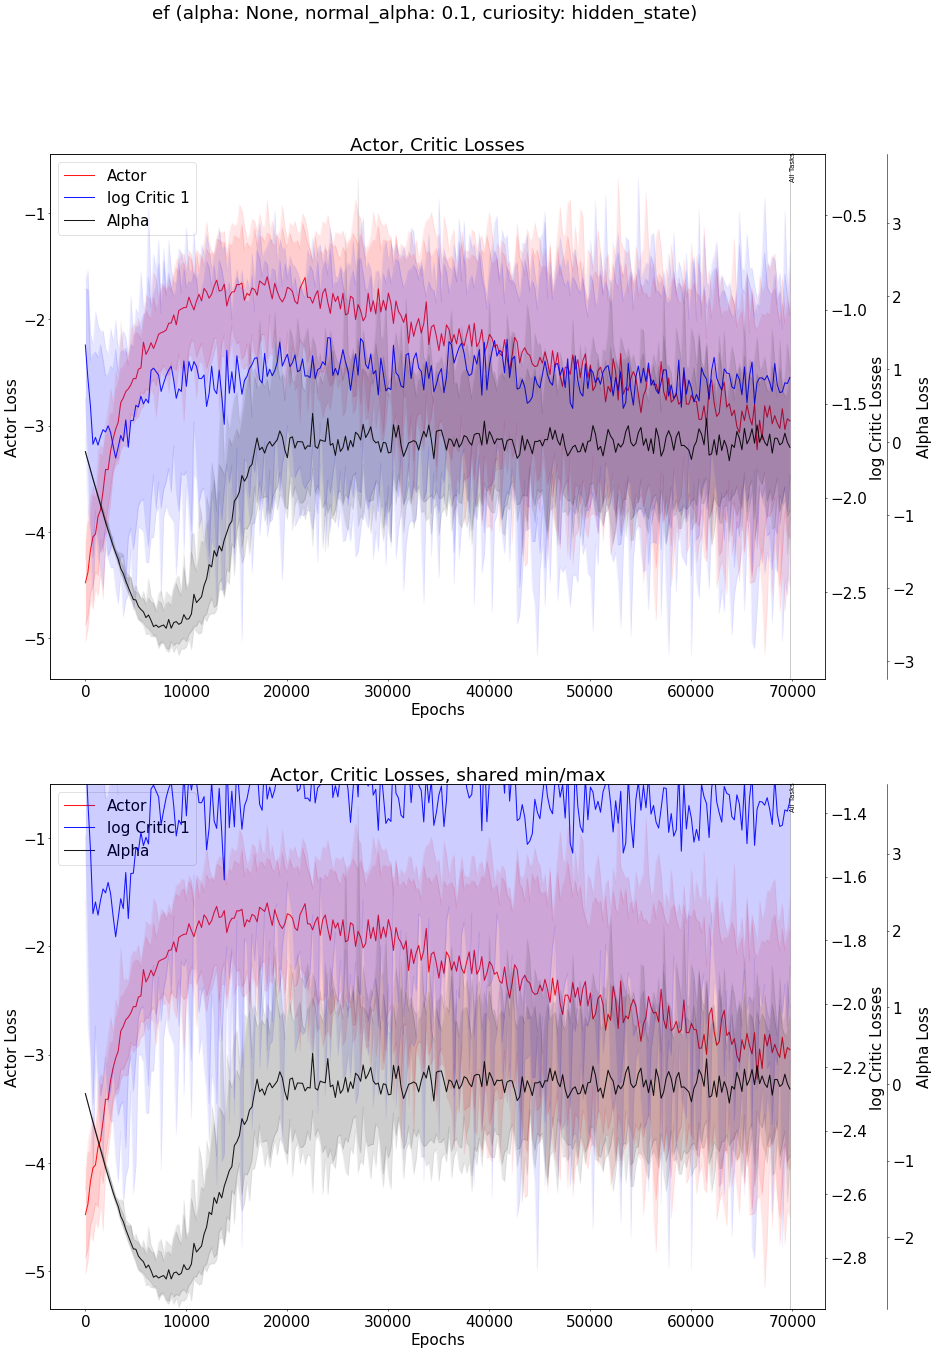 ef (alpha: None, normal_alpha: 0.1, curiosity: hidden_state)
Actor, Critic Losses
Actor
log Critic 1
Alpha
All Tasks
−1
−2
−3
−4
−5
Actor Loss
−0.5
−1.0
−1.5
−2.0
−2.5
log Critic Losses
3
2
1
0
−1
−2
−3
Alpha Loss
0 10000 20000 30000 40000 50000 60000 70000
Epochs
Actor, Critic Losses, shared min/max
Actor
log Critic 1
Alpha
All Tasks
−1
−2
−3
−4
−5
Actor Loss
−1.4
−1.6
−1.8
−2.0
−2.2
−2.4
−2.6
−2.8
log Critic Losses
3
2
1
0
−1
−2
Alpha Loss
0 10000 20000 30000 40000 50000 60000 70000
Epochs